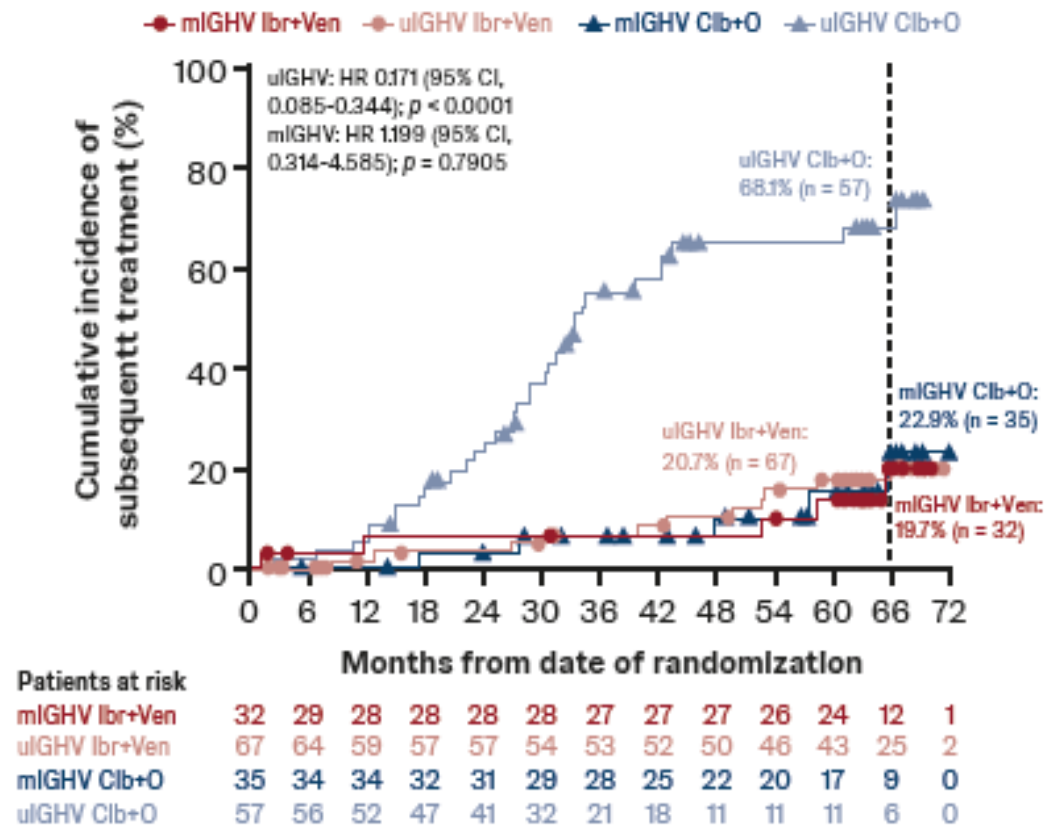 mIGHV Ibr+Ven uIGHV Ibr+Ven mIGHV Clb+O uIGHV Clb+O
uIGHV: HR 0.171 (95% CI,
0.085-0.344); p < 0.0001
mIGHV: HR 1.199 (95% CI,
0.314-4.585); p = 0.7905
Cumulative incidence of
subsequentt treatment (%)
100
80
60
40
20
0
uIGHV Clb+O:
68.1% (n = 57)
mIGHV Clb+O:
22.9% (n = 35)
uIGHV Ibr+Ven:
20.7% (n = 67)
mIGHV Ibr+Ven:
19.7% (n = 32)
0 6 12 18 24 30 36 42 48 54 60 66 72
Months from date of randomization
Patients at risk
mIGHV Ibr+Ven 32 29 28 28 28 28 27 27 27 26 24 12 1
uIGHV Ibr+Ven 67 64 59 57 57 54 53 52 50 46 43 25 2
mIGHV Clb+O 35 34 34 32 31 29 28 25 22 20 17 9 0
uIGHV Clb+O 57 56 52 47 41 32 21 18 11 11 11 6 0